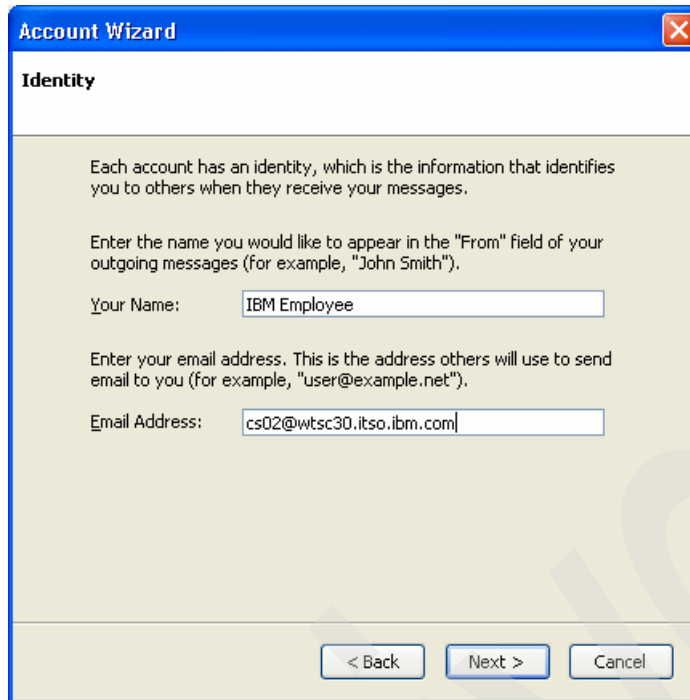 Account Wizard
Identity
Each account has an identity, which is the information that identifies
you to others when they receive your messages.
Enter the name you would like to appear in the "From" field of your
outgoing messages (for example, "John Smith").
Your Name: IBM Employee
Enter your email address. This is the address others will use to send
email to you (for example, "user@example.net").
Email Address: cs02@wtsc30.itso.ibm.com
< Back Next > Cancel